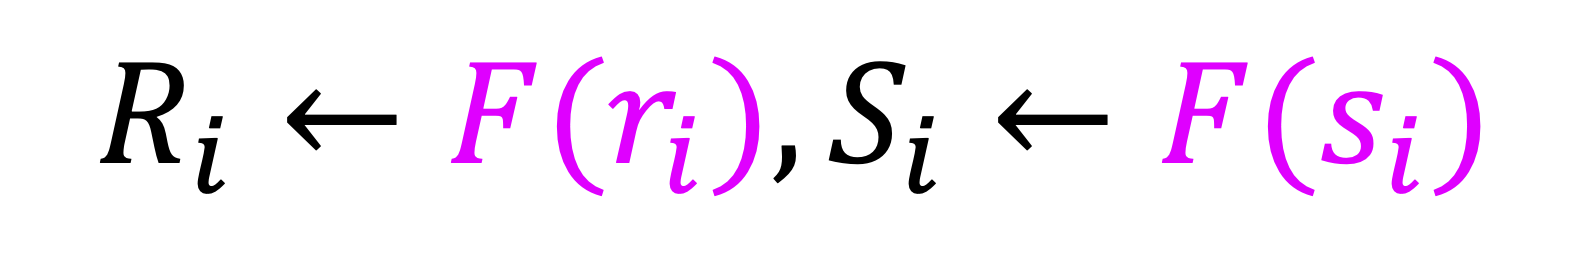 R_i ← F(r_i), S_i ← F(s_i)